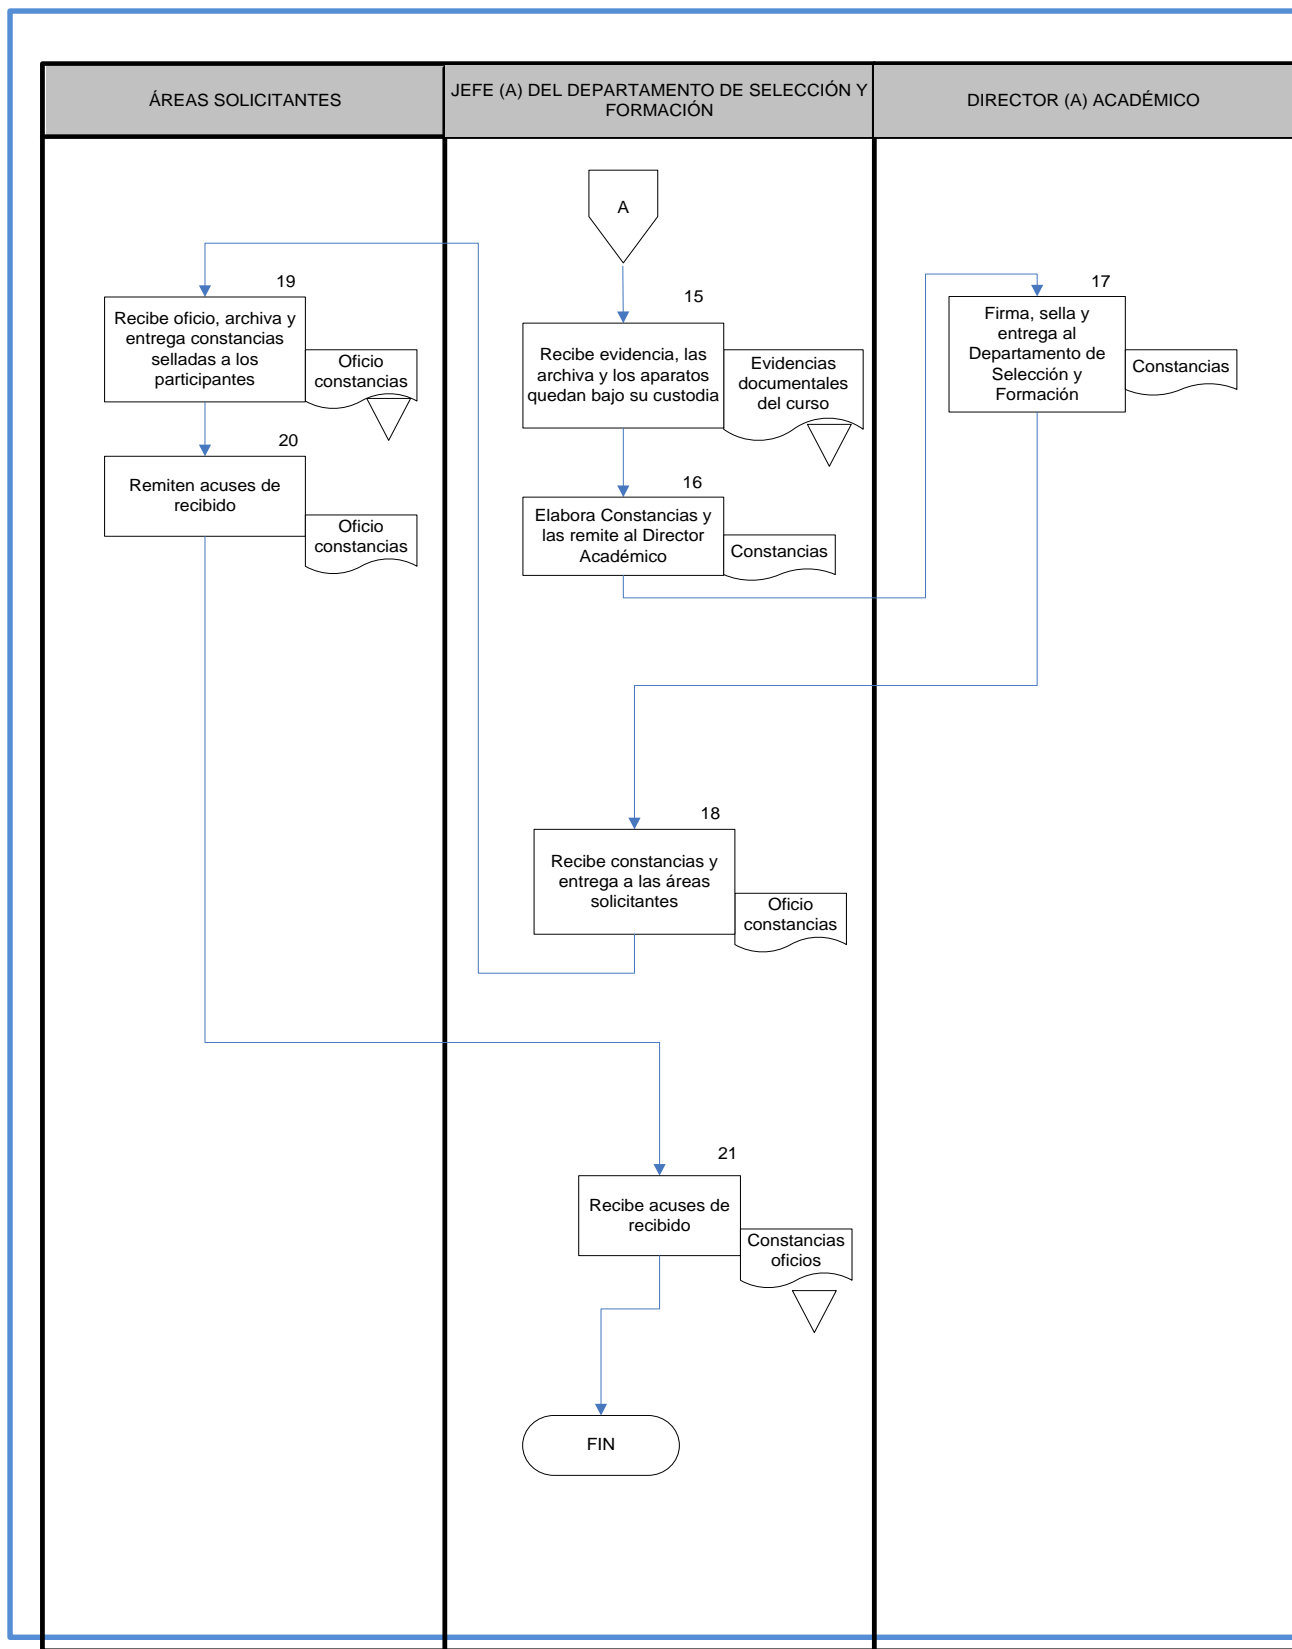 ÁREAS SOLICITANTES
JEFE (A) DEL DEPARTAMENTO DE SELECCIÓN Y
FORMACIÓN
DIRECTOR (A) ACADÉMICO
A
15
Recibe evidencia, las
archiva y los aparatos
quedan bajo su custodia
Evidencias
documentales
del curso
16
Elabora Constancias y
las remite al Director
Académico
Constancias
17
Firma, sella y
entrega al
Departamento de
Selección y
Formación
Constancias
18
Recibe constancias y
entrega a las áreas
solicitantes
Oficio
constancias
19
Recibe oficio, archiva y
entrega constancias
selladas a los
participantes
Oficio
constancias
20
Remiten acuses de
recibido
Oficio
constancias
21
Recibe acuses de
recibido
Constancias
oficios
FIN